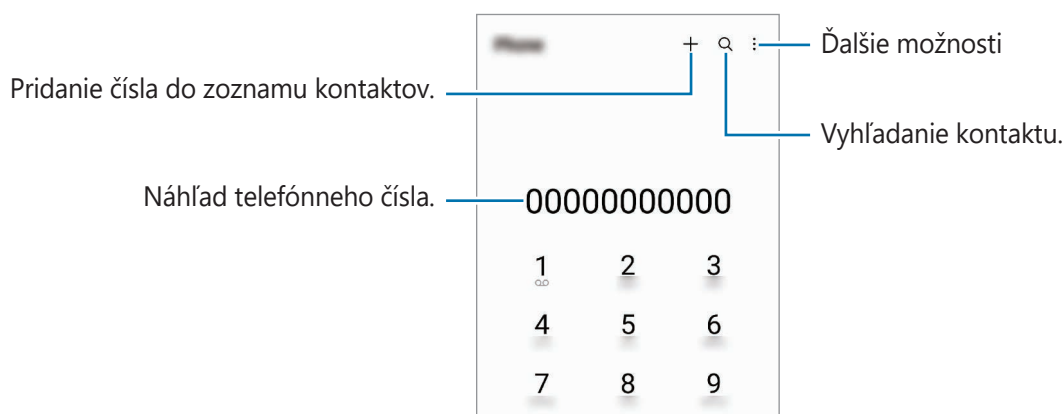 Ďalšie možnosti
Pridanie čísla do zoznamu kontaktov.
Vyhľadanie kontaktu.
Náhľad telefónneho čísla.
00000000000
1 2 3
4 5 6
7 8 9